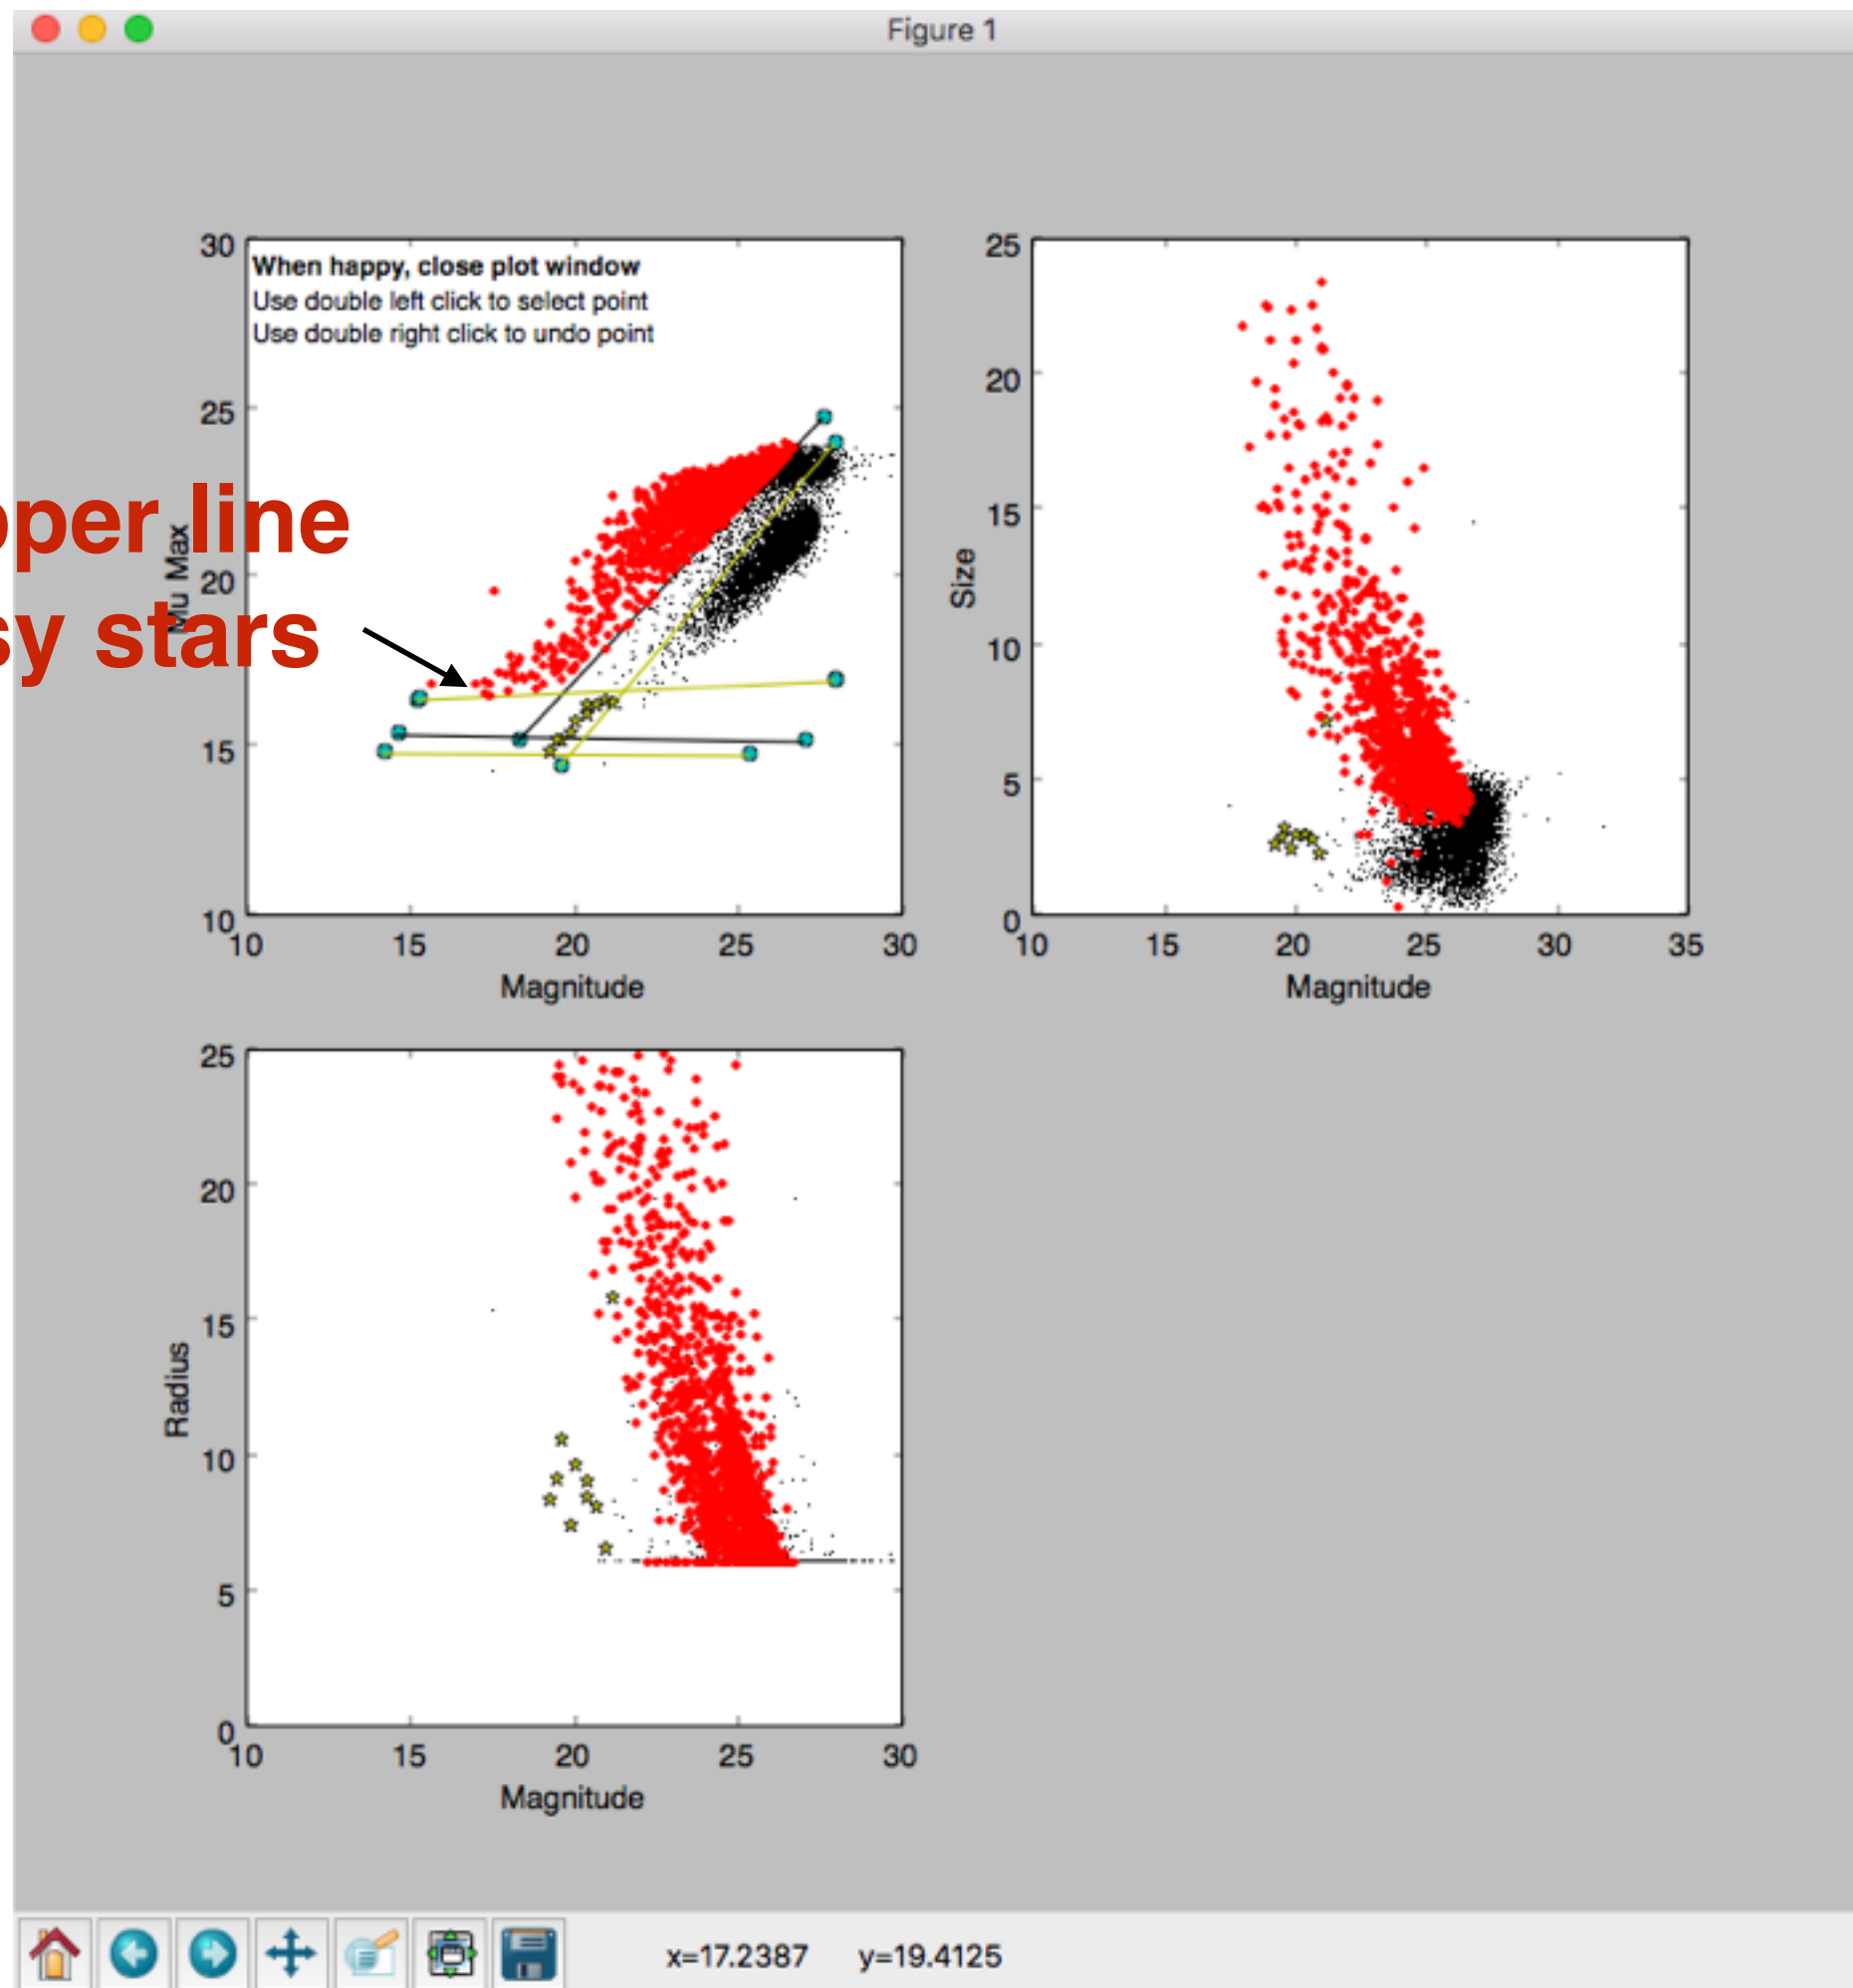 Figure 1
30
When happy, close plot window
Use double left click to select point
Use double right click to undo point
25
20
15
10
Mu Max
10 15 20 25 30
Magnitude
line
stars
25
20
15
10
5
0
Size
10 15 20 25 30 35
Magnitude
25
20
15
10
5
0
Radius
10 15 20 25 30
Magnitude
x=17.2387 y=19.4125